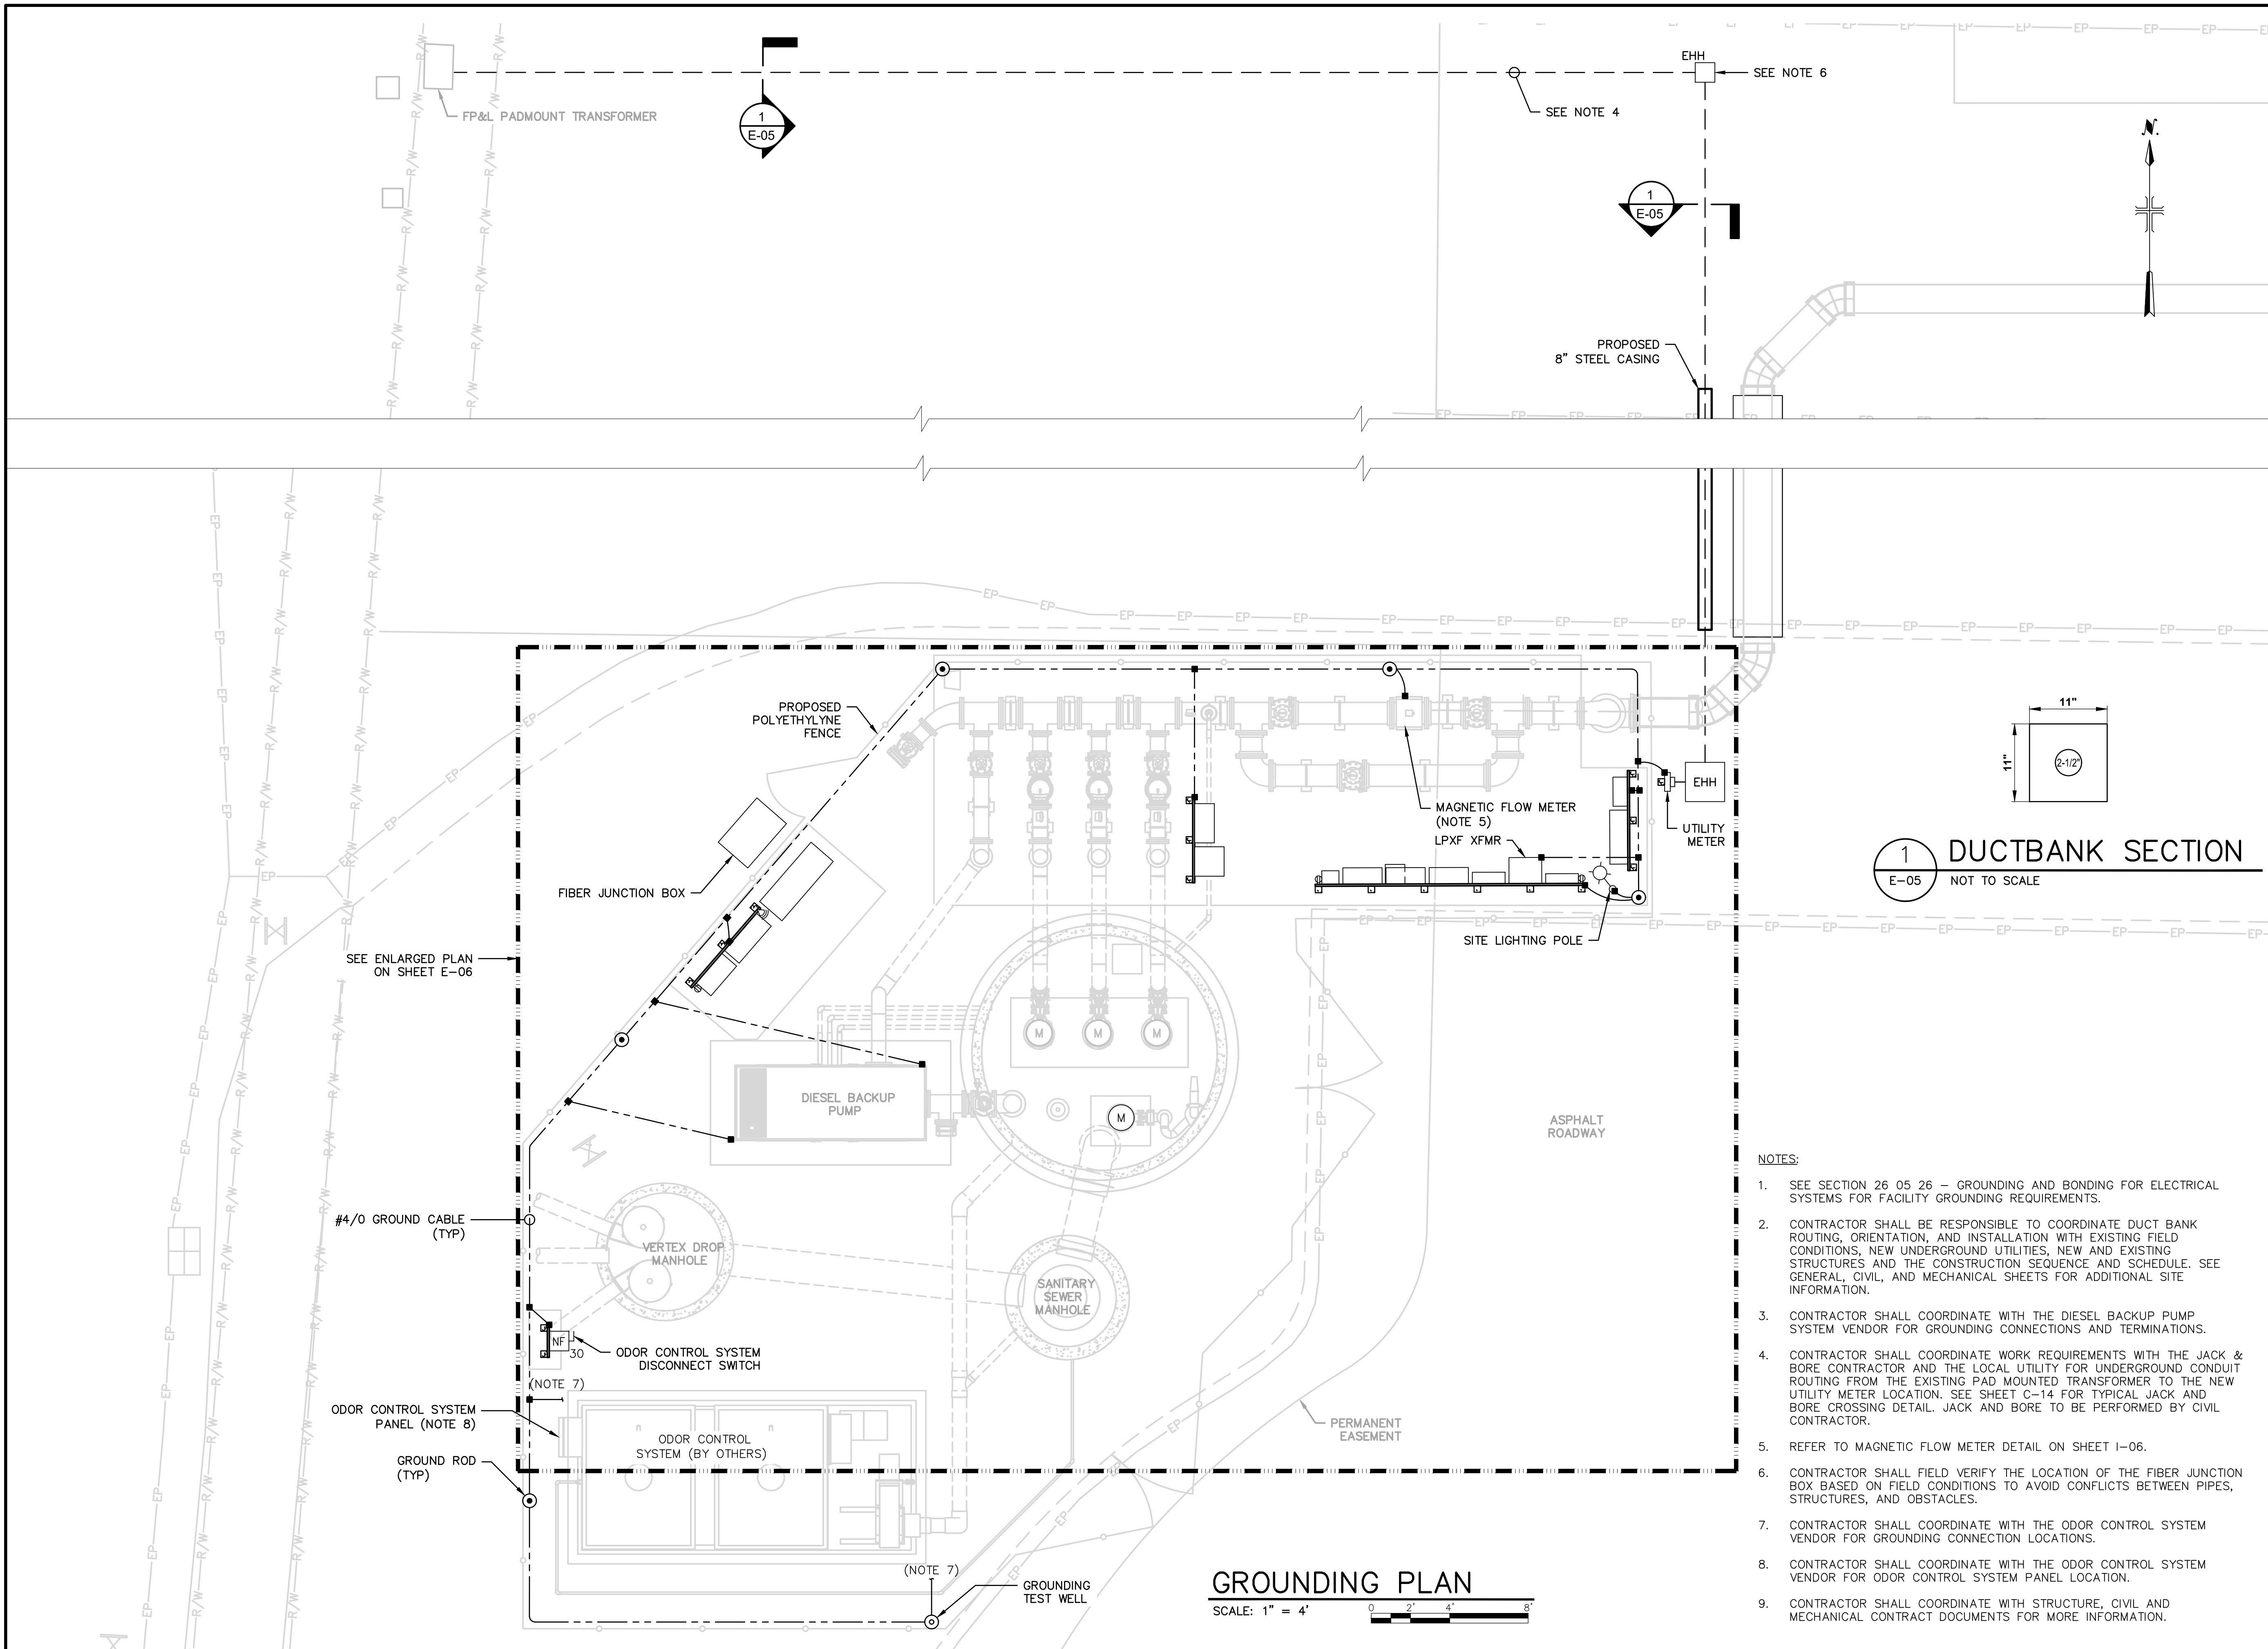 EHH
SEE NOTE 6
FP&L PADMOUNT TRANSFORMER
1
E-05
SEE NOTE 4
N.
1
E-05
PROPOSED
8" STEEL CASING
PROPOSED
POLYETHYLYNE
FENCE
MAGNETIC FLOW METER
(NOTE 5)
LPXF XFMR
EHH
UTILITY
METER
11"
11"
2-1/2"
1
E-05
DUCTBANK SECTION
NOT TO SCALE
FIBER JUNCTION BOX
SITE LIGHTING POLE
SEE ENLARGED PLAN
ON SHEET E-06
M
M
M
M
DIESEL BACKUP
PUMP
ASPHALT
ROADWAY
#4/0 GROUND CABLE
(TYP)
VERTEX DROP
MANHOLE
SANITARY
SEWER
MANHOLE
NF
30
ODOR CONTROL SYSTEM
DISCONNECT SWITCH
(NOTE 7)
ODOR CONTROL SYSTEM
PANEL (NOTE 8)
ODOR CONTROL
SYSTEM (BY OTHERS)
PERMANENT
EASEMENT
GROUND ROD
(TYP)
(NOTE 7)
GROUNDING
TEST WELL
GROUNDING PLAN
SCALE: 1" = 4'
0 2' 4' 8'
NOTES:
1. SEE SECTION 26 05 26 – GROUNDING AND BONDING FOR ELECTRICAL
SYSTEMS FOR FACILITY GROUNDING REQUIREMENTS.
2. CONTRACTOR SHALL BE RESPONSIBLE TO COORDINATE DUCT BANK
ROUTING, ORIENTATION, AND INSTALLATION WITH EXISTING FIELD
CONDITIONS, NEW UNDERGROUND UTILITIES, NEW AND EXISTING
STRUCTURES AND THE CONSTRUCTION SEQUENCE AND SCHEDULE. SEE
GENERAL, CIVIL, AND MECHANICAL SHEETS FOR ADDITIONAL SITE
INFORMATION.
3. CONTRACTOR SHALL COORDINATE WITH THE DIESEL BACKUP PUMP
SYSTEM VENDOR FOR GROUNDING CONNECTIONS AND TERMINATIONS.
4. CONTRACTOR SHALL COORDINATE WORK REQUIREMENTS WITH THE JACK &
BORE CONTRACTOR AND THE LOCAL UTILITY FOR UNDERGROUND CONDUIT
ROUTING FROM THE EXISTING PAD MOUNTED TRANSFORMER TO THE NEW
UTILITY METER LOCATION. SEE SHEET C-14 FOR TYPICAL JACK AND
BORE CROSSING DETAIL. JACK AND BORE TO BE PERFORMED BY CIVIL
CONTRACTOR.
5. REFER TO MAGNETIC FLOW METER DETAIL ON SHEET I-06.
6. CONTRACTOR SHALL FIELD VERIFY THE LOCATION OF THE FIBER JUNCTION
BOX BASED ON FIELD CONDITIONS TO AVOID CONFLICTS BETWEEN PIPES,
STRUCTURES, AND OBSTACLES.
7. CONTRACTOR SHALL COORDINATE WITH THE ODOR CONTROL SYSTEM
VENDOR FOR GROUNDING CONNECTION LOCATIONS.
8. CONTRACTOR SHALL COORDINATE WITH THE ODOR CONTROL SYSTEM
VENDOR FOR ODOR CONTROL SYSTEM PANEL LOCATION.
9. CONTRACTOR SHALL COORDINATE WITH STRUCTURE, CIVIL AND
MECHANICAL CONTRACT DOCUMENTS FOR MORE INFORMATION.